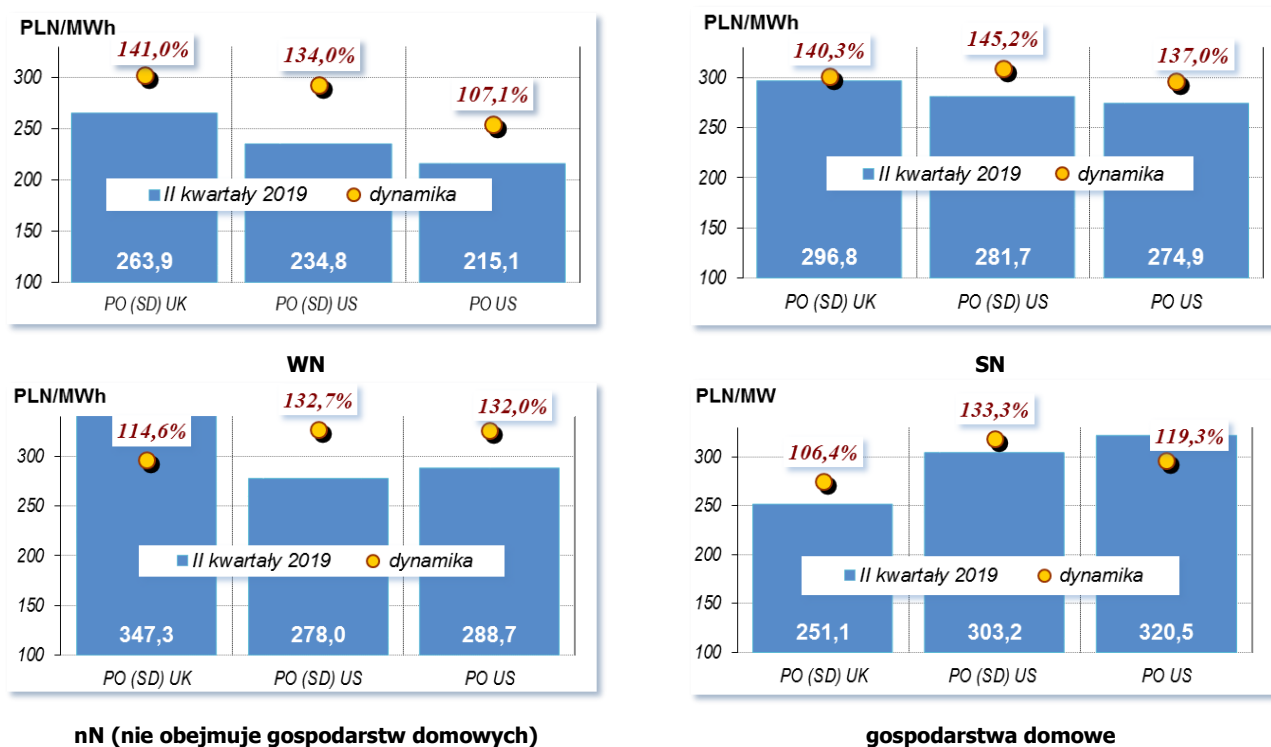 PLN/MWh
141,0%
134,0%
107,1%
300
250
200
150
100
II kwartały 2019
dynamika
263,9
234,8
215,1
PO (SD) UK
PO (SD) US
PO US
WN
PLN/MWh
140,3%
145,2%
137,0%
300
250
200
150
100
II kwartały 2019
dynamika
296,8
281,7
274,9
PO (SD) UK
PO (SD) US
PO US
SN
PLN/MWh
114,6%
132,7%
132,0%
300
250
200
150
100
II kwartały 2019
dynamika
347,3
278,0
288,7
PO (SD) UK
PO (SD) US
PO US
nN (nie obejmuje gospodarstw domowych)
PLN/MW
106,4%
133,3%
119,3%
300
250
200
150
100
II kwartały 2019
dynamika
251,1
303,2
320,5
PO (SD) UK
PO (SD) US
PO US
gospodarstwa domowe